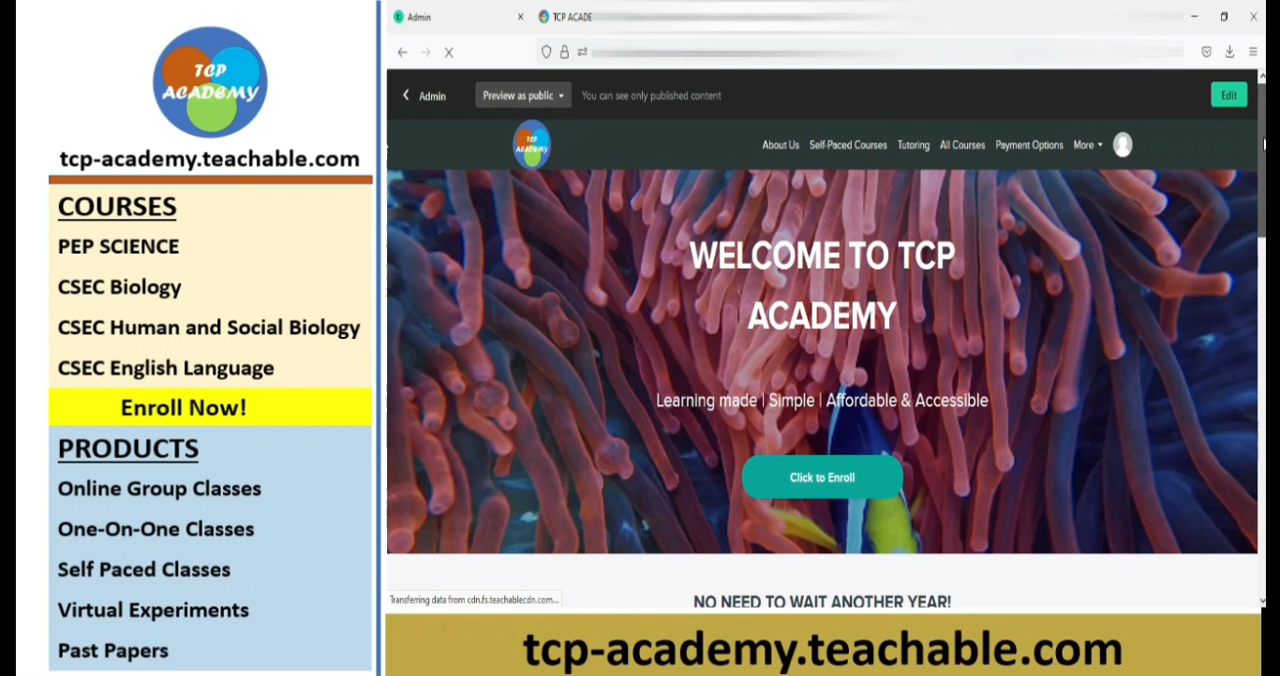 TCP
ACADEMY
tcp-academy.teachable.com
COURSES
PEP SCIENCE
CSEC Biology
CSEC Human and Social Biology
CSEC English Language
Enroll Now!
PRODUCTS
Online Group Classes
One-On-One Classes
Self Paced Classes
Virtual Experiments
Past Papers
Admin
TCP ACADE
Admin
Preview as public
You can see only published content
Edit
TCP
ACADEMY
About Us
Self-Paced Courses
Tutoring
All Courses
Payment Options
More
WELCOME TO TCP
ACADEMY
Learning made | Simple | Affordable & Accessible
Click to Enroll
Transferring data from cdn.fs.teachablecdn.com...
NO NEED TO WAIT ANOTHER YEAR!
tcp-academy.teachable.com